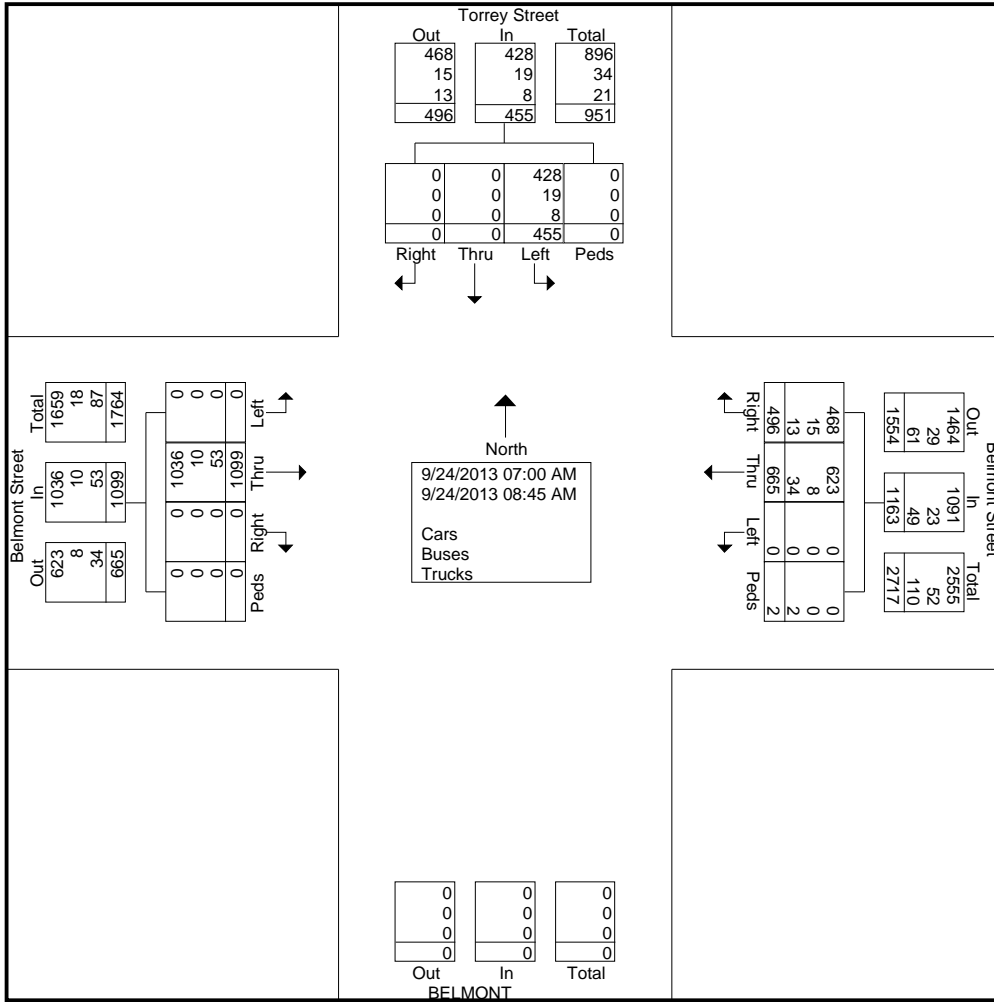 Torrey Street
Out In Total
468 428 896
15 19 34
13 8 21
496 455 951
0 0 428 0
0 0 19 0
0 0 8 0
0 0 455 0
Right Thru Left Peds
Belmont Street
Total
1659
18
87
1764
In
1036
10
53
1099
Out
623
8
34
665
0
0
0
0
Left
1036
10
53
1099
Thru
0
0
0
0
Right
0
0
0
0
Peds
North
9/24/2013 07:00 AM
9/24/2013 08:45 AM
Cars
Buses
Trucks
Right
468
15
13
496
Thru
623
8
34
665
Left
0
0
0
0
Peds
0
0
2
2
Belmont Street
Out
1464
29
61
1554
In
1091
23
49
1163
Total
2555
52
110
2717
0 0 0
0 0 0
0 0 0
0 0 0
Out In Total
BELMONT